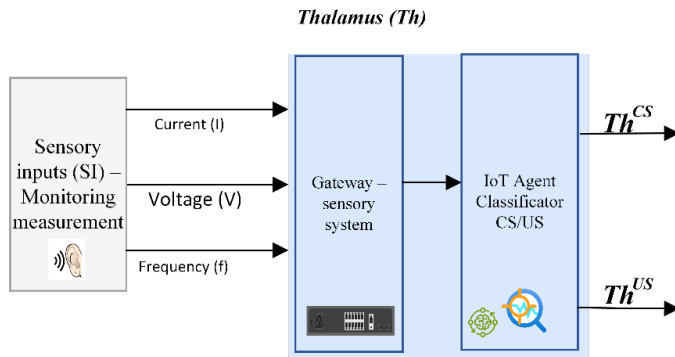 Thalamus (Th)
Sensory
inputs (SI) –
Monitoring
measurement
Current (I)
Voltage (V)
Frequency (f)
Gateway –
sensory
system
IoT Agent
Classificator
CS/US
Th^CS
Th^US